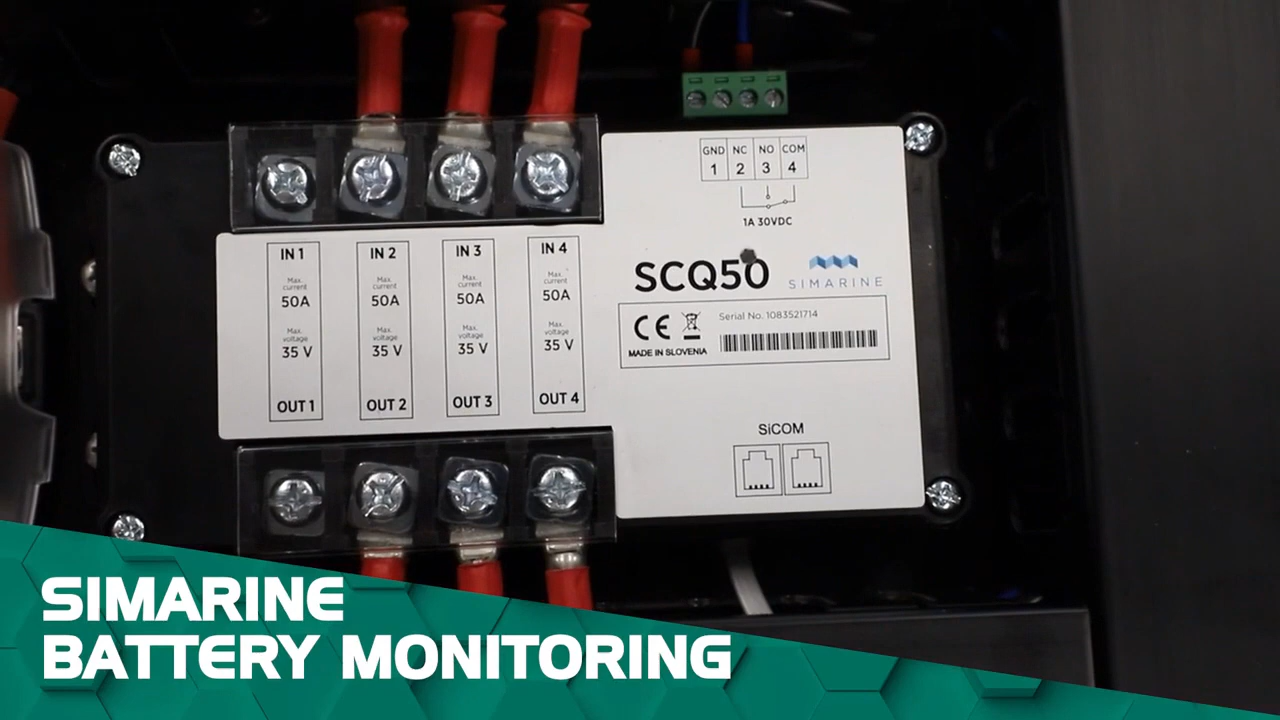 GND NC NO COM
1 2 3 4
1A 30VDC
SCQ50
SIMARINE
Serial No. 1083521714
CE
MADE IN SLOVENIA
IN 1 IN 2 IN 3 IN 4
Max. current Max. current Max. current Max. current
50A 50A 50A 50A
Max. voltage Max. voltage Max. voltage Max. voltage
35 V 35 V 35 V 35 V
OUT 1 OUT 2 OUT 3 OUT 4
SiCOM
SIMARINE
BATTERY MONITORING